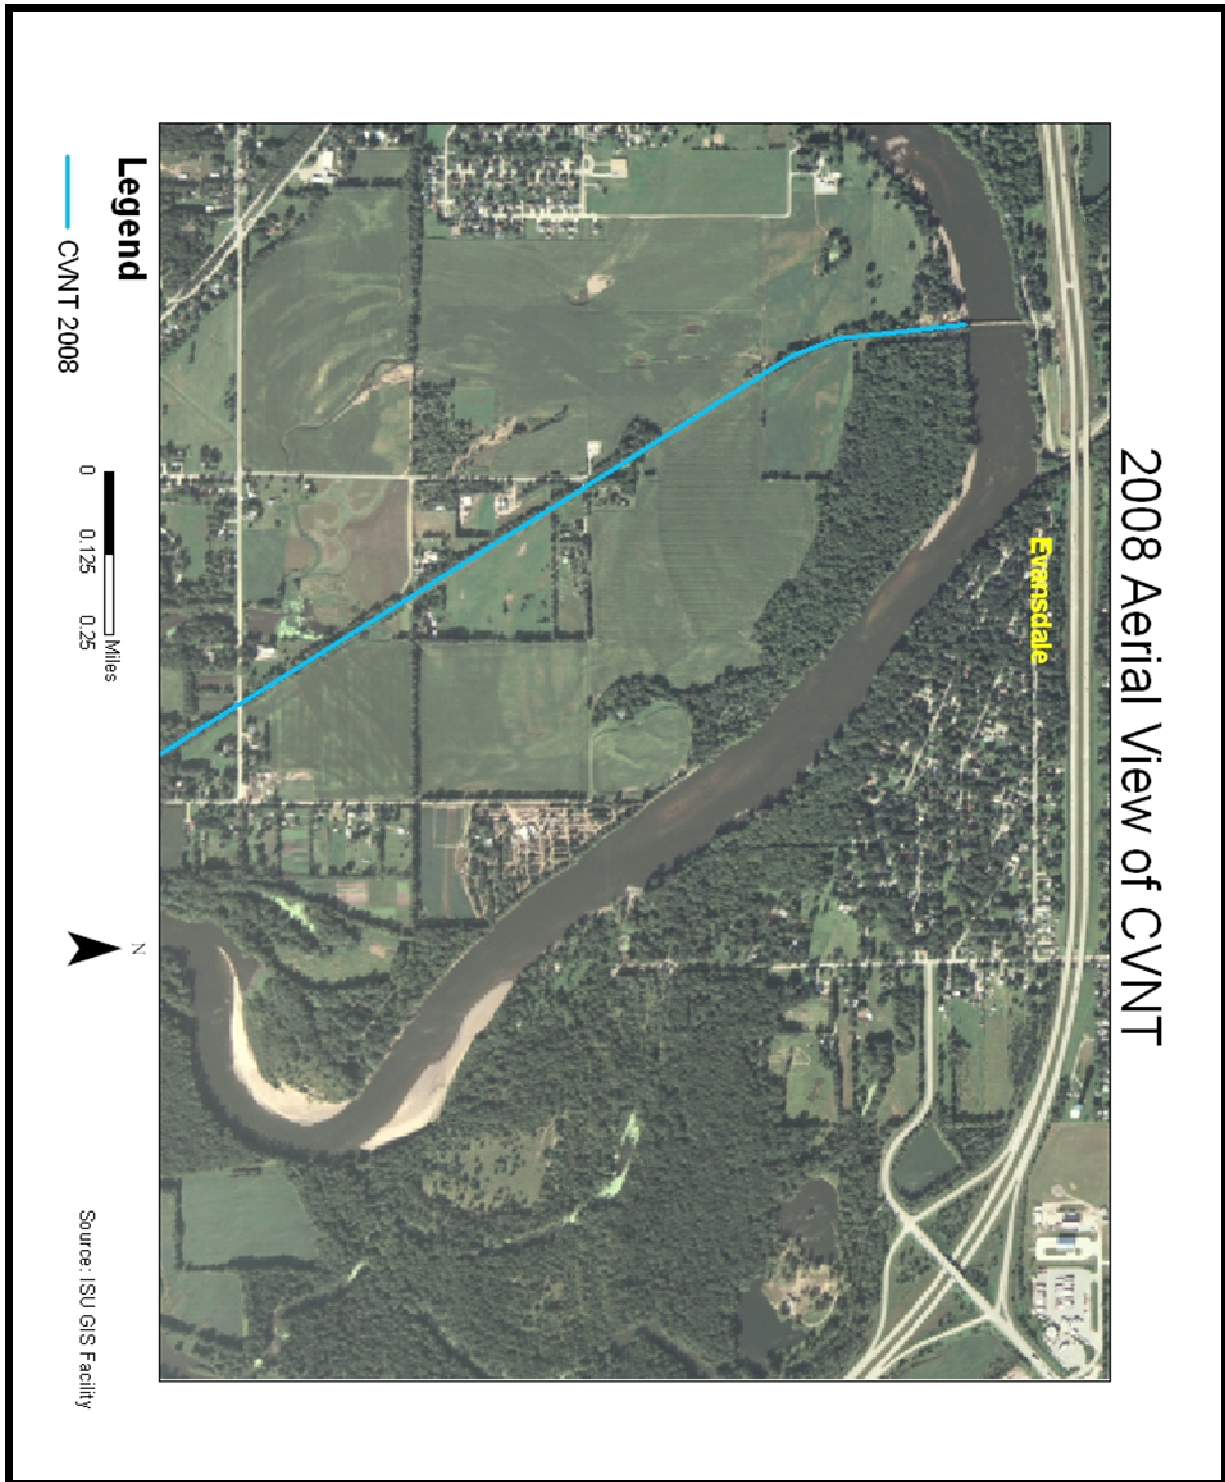 2008 Aerial View of CVNT
Evansdale
Legend
CVNT 2008
0 0.125 0.25
Miles
N
Source: ISU GIS Facility